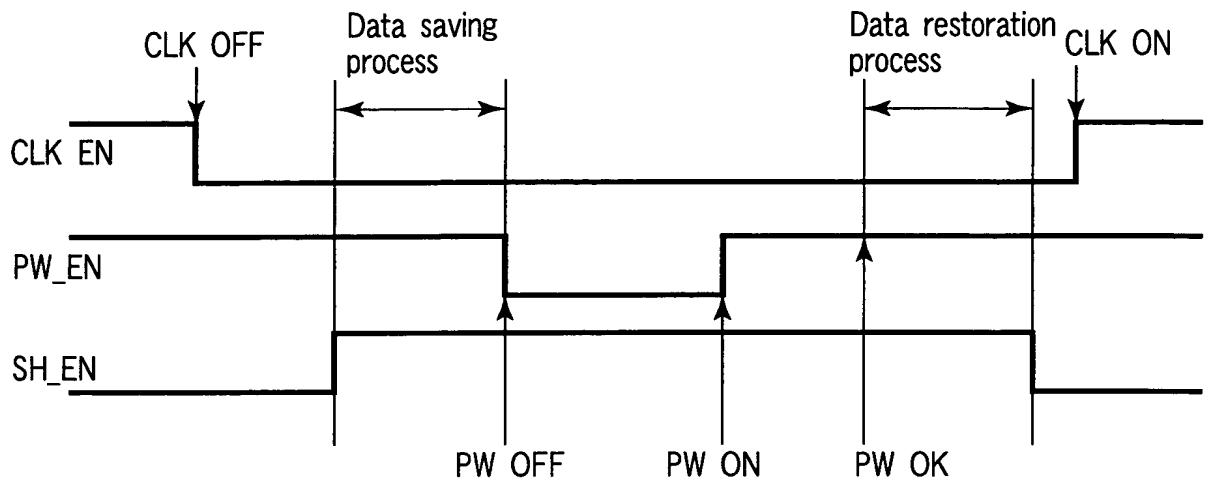 CLK OFF
Data saving
process
Data restoration
process
CLK ON
CLK EN
PW_EN
SH_EN
PW OFF
PW ON
PW OK